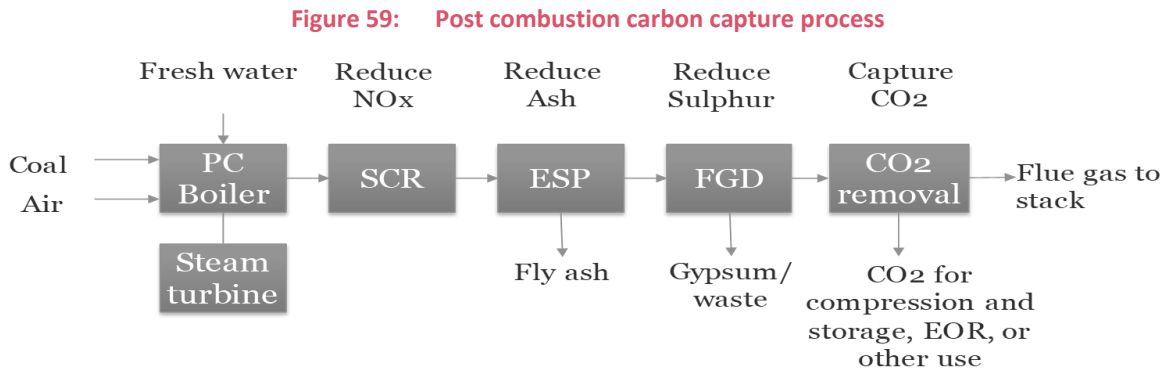 Figure 59: Post combustion carbon capture process
Fresh water
Reduce
NOx
Reduce
Ash
Reduce
Sulphur
Capture
CO2
Coal
Air
PC
Boiler
SCR
ESP
FGD
CO2
removal
Flue gas to
stack
Steam
turbine
Fly ash
Gypsum/
waste
CO2 for
compression and
storage, EOR, or
other use